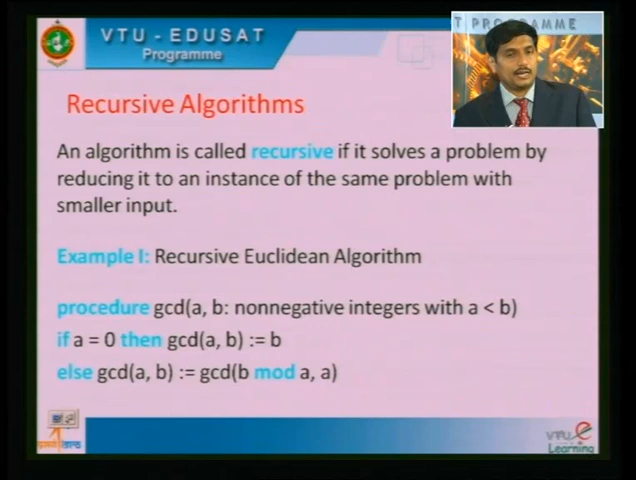 VTU - EDUSAT
Programme
T PROGRAMME
Recursive Algorithms
An algorithm is called recursive if it solves a problem by
reducing it to an instance of the same problem with
smaller input.
Example I: Recursive Euclidean Algorithm
procedure gcd(a, b: nonnegative integers with a < b)
if a = 0 then gcd(a, b) := b
else gcd(a, b) := gcd(b mod a, a)
VTU e
Learning